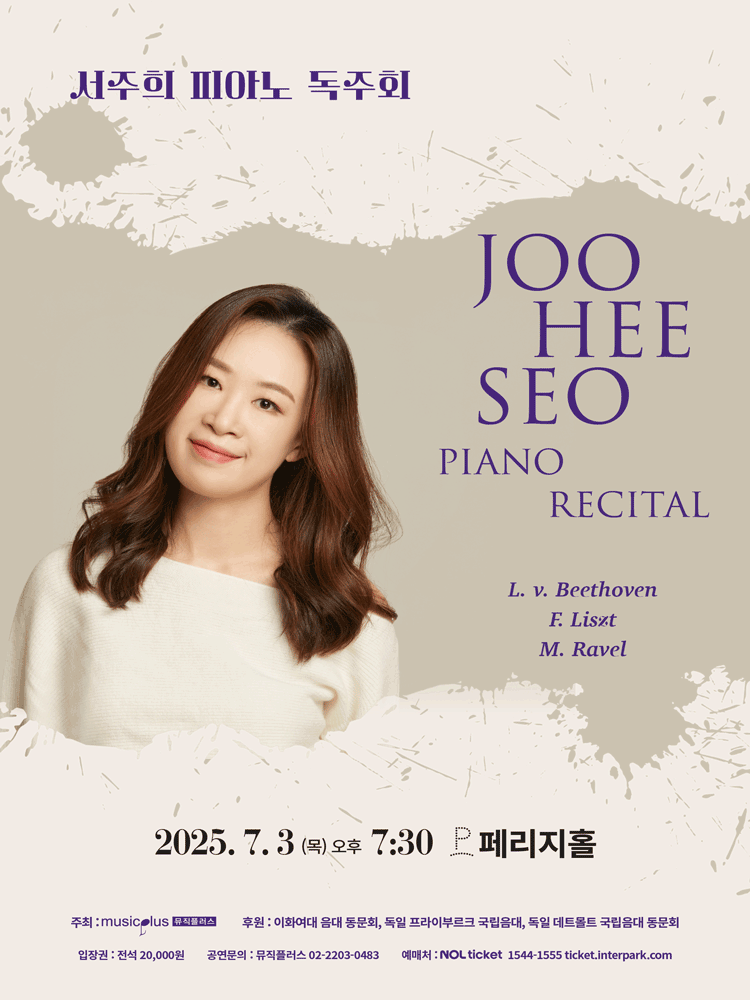 서주희 피아노 독주회
JOO
HEE
SEO
PIANO
RECITAL
L. v. Beethoven
F. Liszt
M. Ravel
2025. 7. 3 (목) 오후 7:30 페리지홀
주최 : musicplus 뮤직플러스 후원 : 이화여대 음대 동문회, 독일 프라이부르크 국립음대, 독일 데트몰트 국립음대 동문회
입장권 : 전석 20,000원 공연문의 : 뮤직플러스 02-2203-0483 예매처 : NOL ticket 1544-1555 ticket.interpark.com